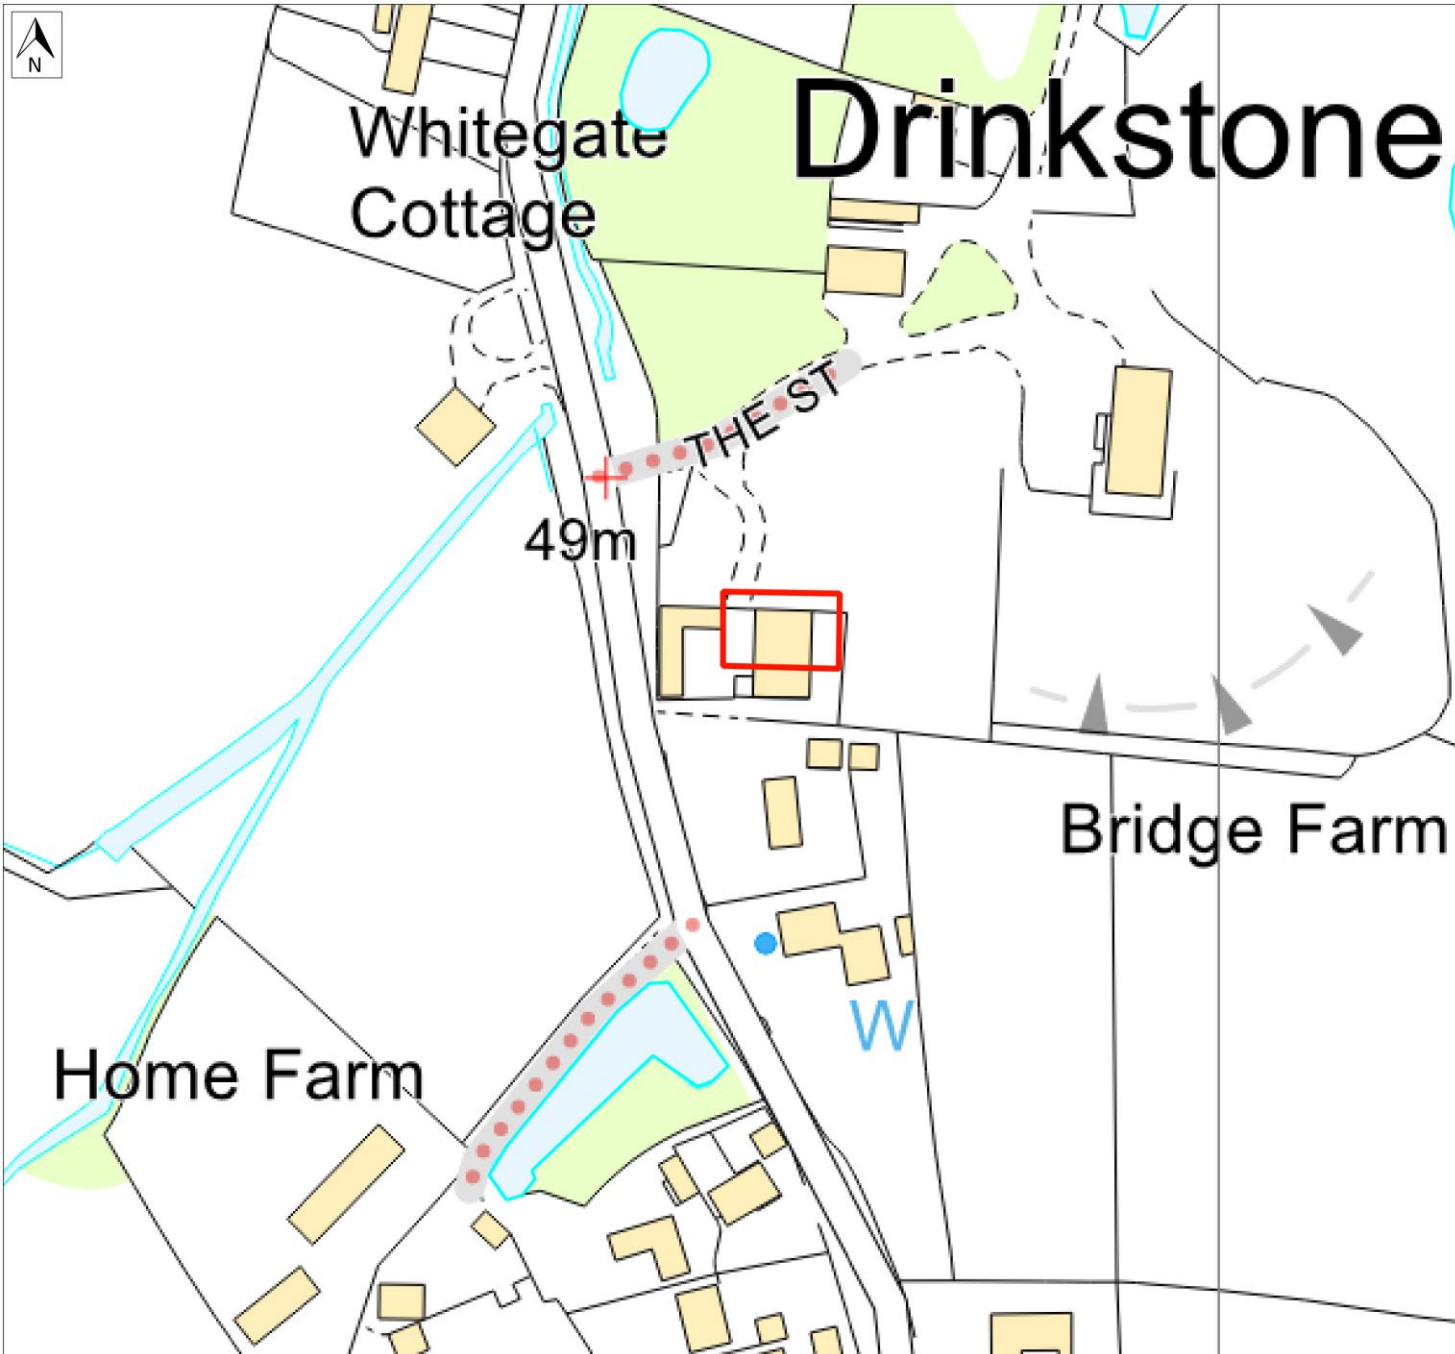 N
Whitegate
Cottage
Drinkstone
THE ST
49m
Bridge Farm
W
Home Farm